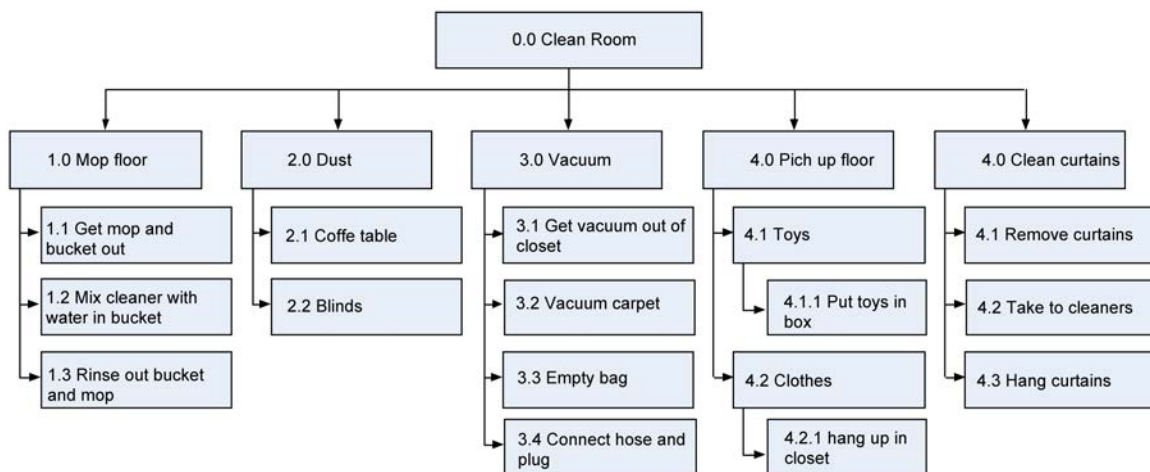 0.0 Clean Room
1.0 Mop floor
1.1 Get mop and
bucket out
1.2 Mix cleaner with
water in bucket
1.3 Rinse out bucket
and mop
2.0 Dust
2.1 Coffe table
2.2 Blinds
3.0 Vacuum
3.1 Get vacuum out of
closet
3.2 Vacuum carpet
3.3 Empty bag
3.4 Connect hose and
plug
4.0 Pich up floor
4.1 Toys
4.1.1 Put toys in
box
4.2 Clothes
4.2.1 hang up in
closet
4.0 Clean curtains
4.1 Remove curtains
4.2 Take to cleaners
4.3 Hang curtains